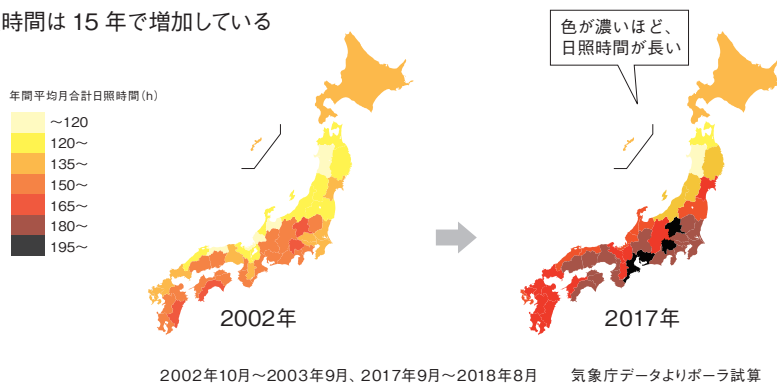 時間は 15 年で増加している
色が濃いほど、
日照時間が長い
年間平均月合計日照時間(h)
～120
120～
135～
150～
165～
180～
195～
2002年
2017年
2002年10月～2003年9月、2017年9月～2018年8月　気象庁データよりポーラ試算